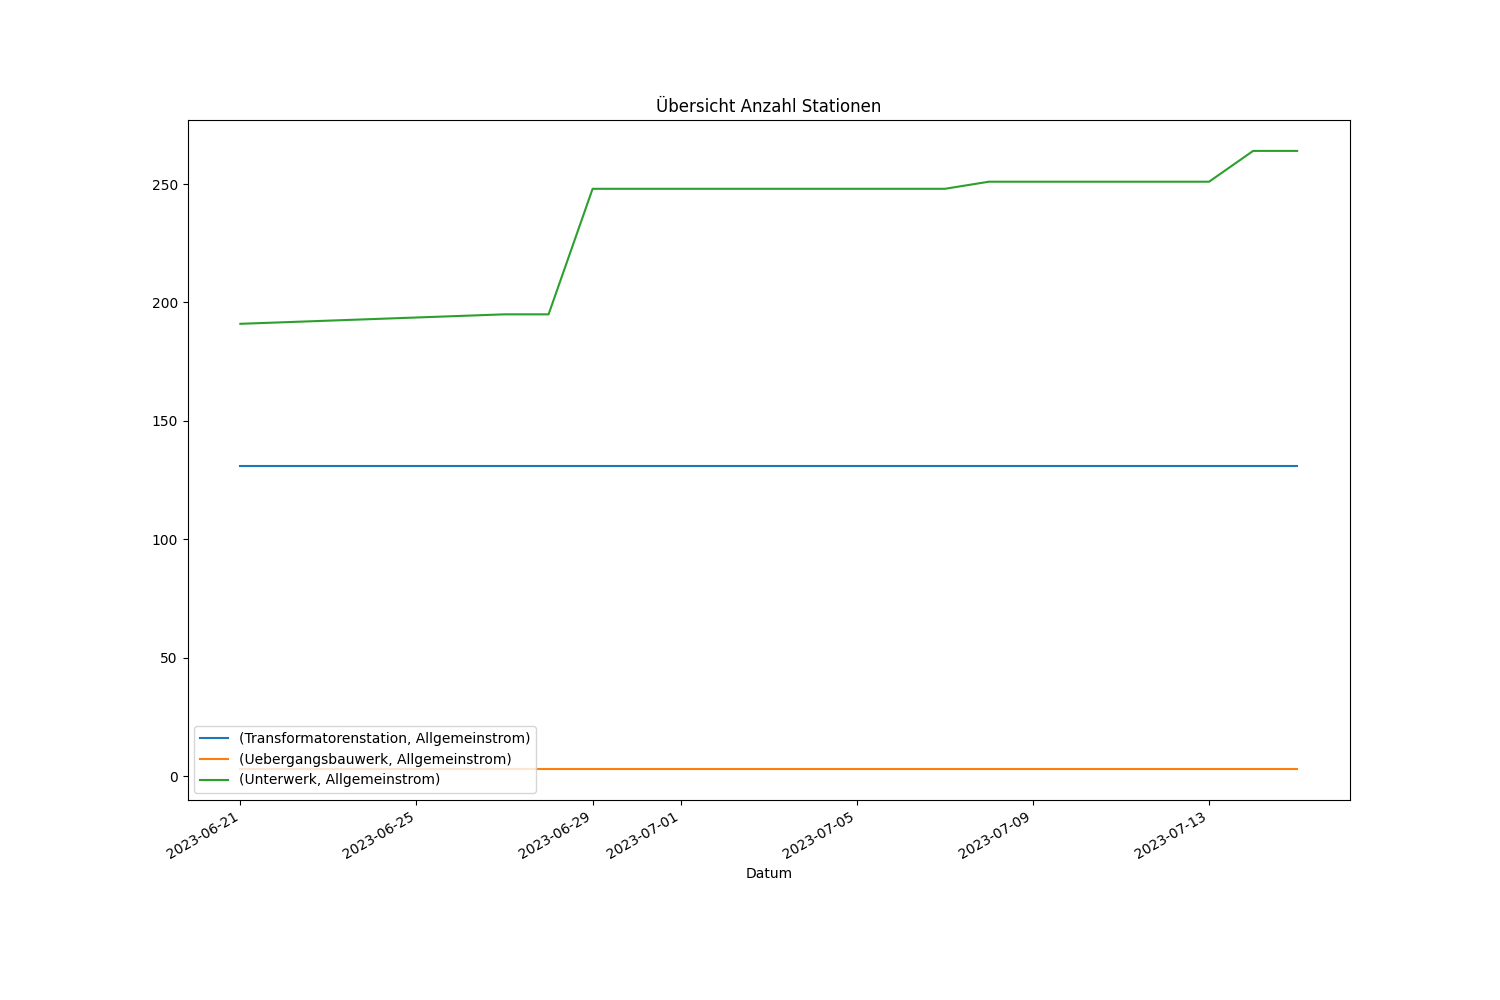 Übersicht Anzahl Stationen
250
200
150
100
50
0
(Transformatorenstation, Allgemeinstrom)
(Uebergangsbauwerk, Allgemeinstrom)
(Unterwerk, Allgemeinstrom)
2023-06-21
2023-06-25
2023-06-29
2023-07-01
2023-07-05
2023-07-09
2023-07-13
Datum